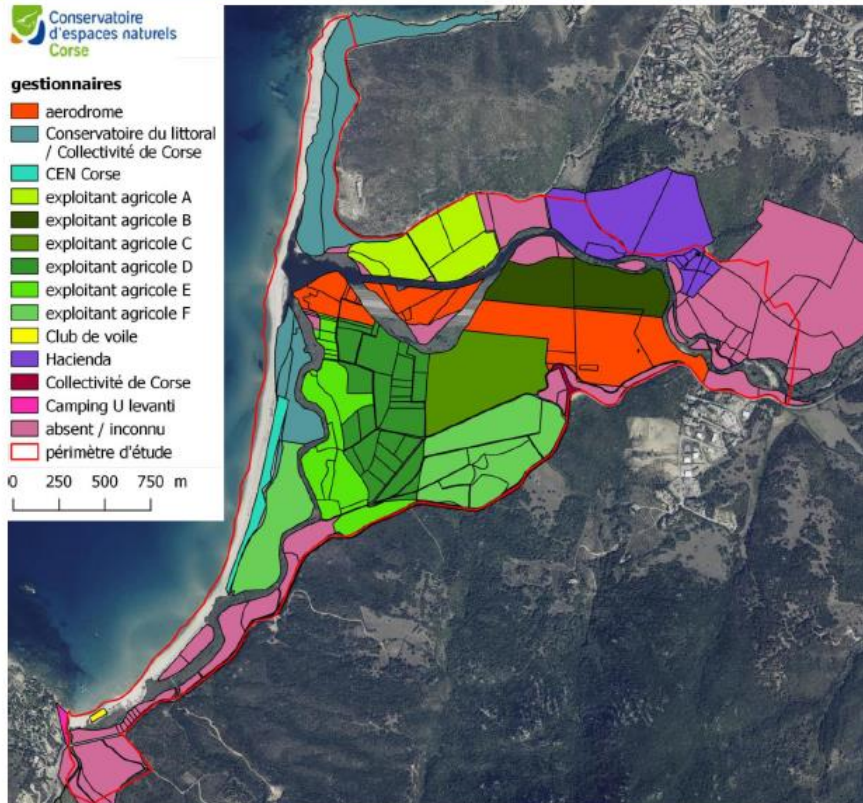 Conservatoire
d'espaces naturels
Corse
gestionnaires
aerodrome
Conservatoire du littoral
/ Collectivité de Corse
CEN Corse
exploitant agricole A
exploitant agricole B
exploitant agricole C
exploitant agricole D
exploitant agricole E
exploitant agricole F
Club de voile
Hacienda
Collectivité de Corse
Camping U levanti
absent / inconnu
périmètre d'étude
0 250 500 750 m